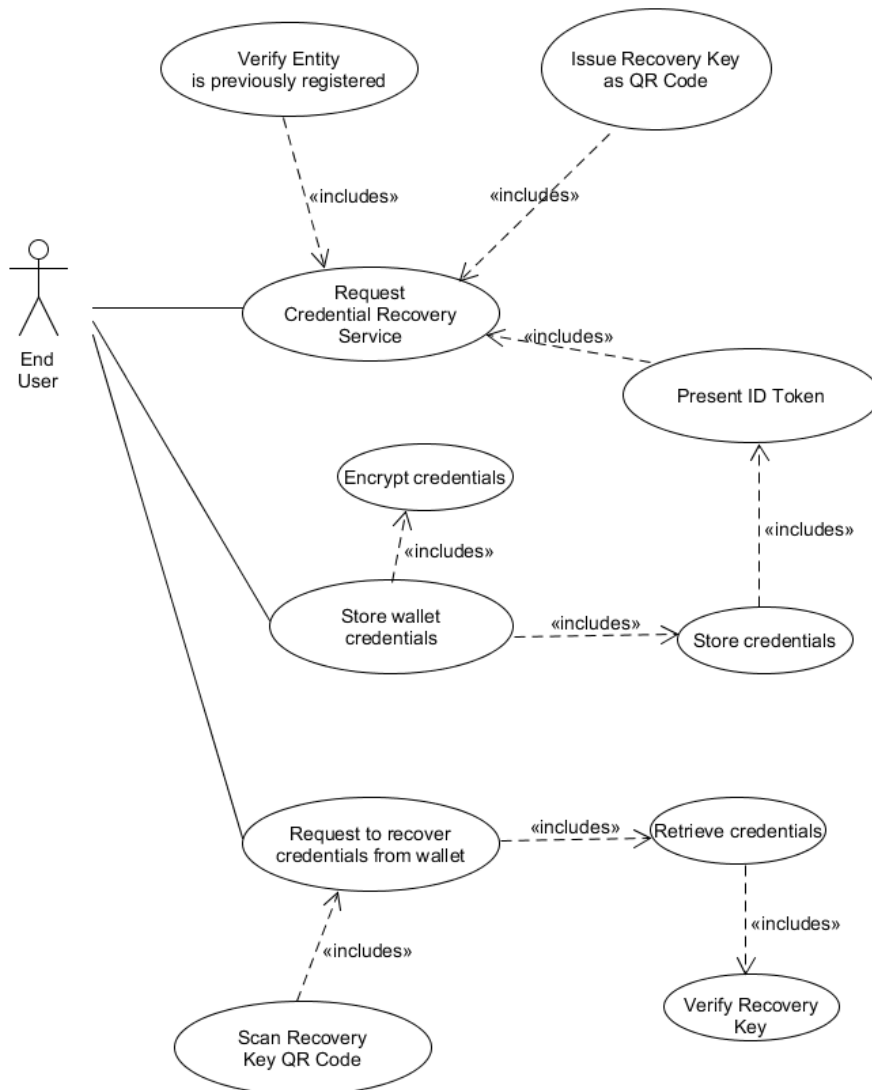 Verify Entity
is previously registered
Issue Recovery Key
as QR Code
«includes»
«includes»
End
User
Request
Credential Recovery
Service
«includes»
Present ID Token
Encrypt credentials
«includes»
«includes»
Store wallet
credentials
«includes»
Store credentials
Request to recover
credentials from wallet
«includes»
Retrieve credentials
«includes»
«includes»
Scan Recovery
Key QR Code
Verify Recovery
Key